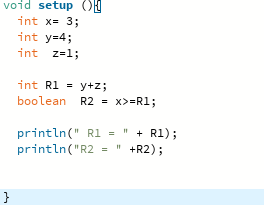 void setup (){
int x= 3;
int y=4;
int  z=1;
int R1 = y+z;
boolean  R2 = x>=R1;
println(" R1 = " + R1);
println("R2 = " +R2);
}